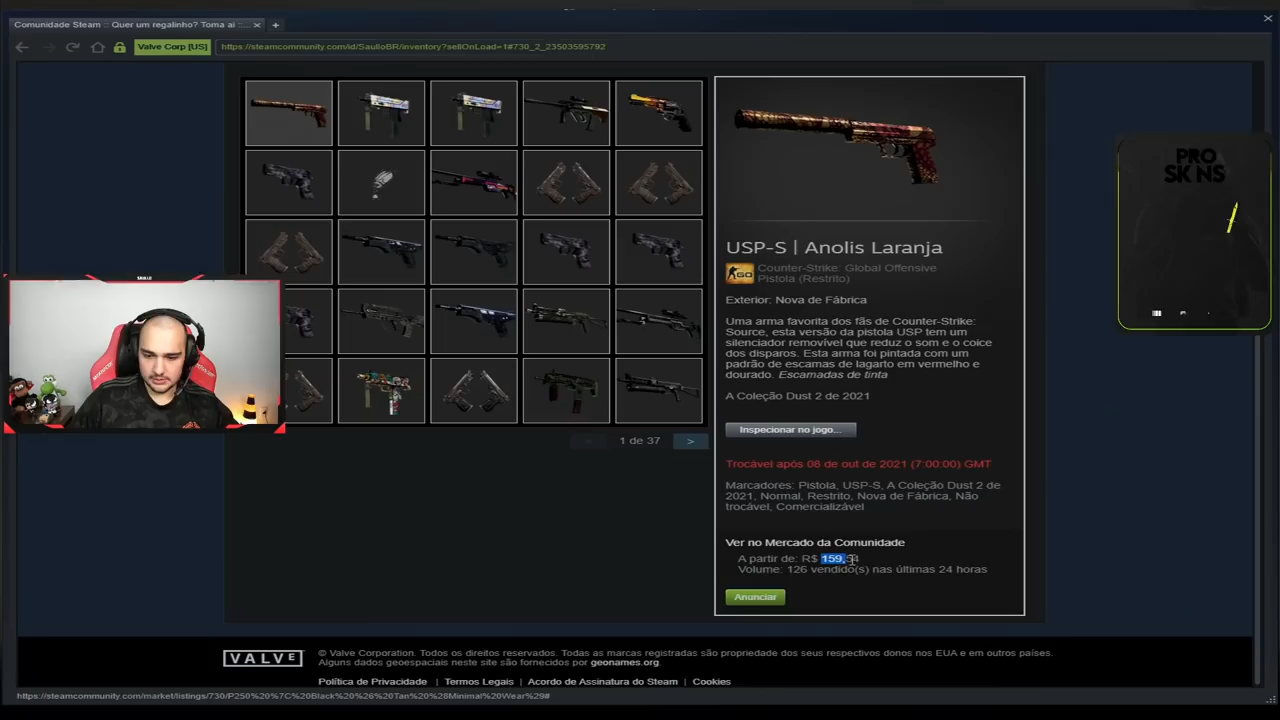 Comunidade Steam :: Quer um regalinho? Toma ai ::...
Valve Corp [US]
https://steamcommunity.com/id/SaulloBR/inventory?sellOnLoad=1#730_2_23503595792
PRO
SKINS
USP-S | Anolis Laranja
GO
Counter-Strike: Global Offensive
Pistola (Restrito)
Exterior: Nova de Fábrica
Uma arma favorita dos fãs de Counter-Strike:
Source, esta versão da pistola USP tem um
silenciador removível que reduz o som e o coice
dos disparos. Esta arma foi pintada com um
padrão de escamas de lagarto em vermelho e
dourado. Escamadas de tinta
A Coleção Dust 2 de 2021
SAULLO
1 de 37
>
Inspecionar no jogo...
Trocável após 08 de out de 2021 (7:00:00) GMT
Marcadores: Pistola, USP-S, A Coleção Dust 2 de
2021, Normal, Restrito, Nova de Fábrica, Não
trocável, Comercializável
Ver no Mercado da Comunidade
A partir de: R$ 159,54
Volume: 126 vendido(s) nas últimas 24 horas
Anunciar
VALVE
© Valve Corporation. Todos os direitos reservados. Todas as marcas registradas são propriedade dos seus respectivos donos nos EUA e em outros países.
Alguns dados geoespaciais neste site são fornecidos por geonames.org.
Política de Privacidade | Termos Legais | Acordo de Assinatura do Steam | Cookies
https://steamcommunity.com/market/listings/730/P250%20%7C%20Black%20%26%20Tan%20%28Minimal%20Wear%29#